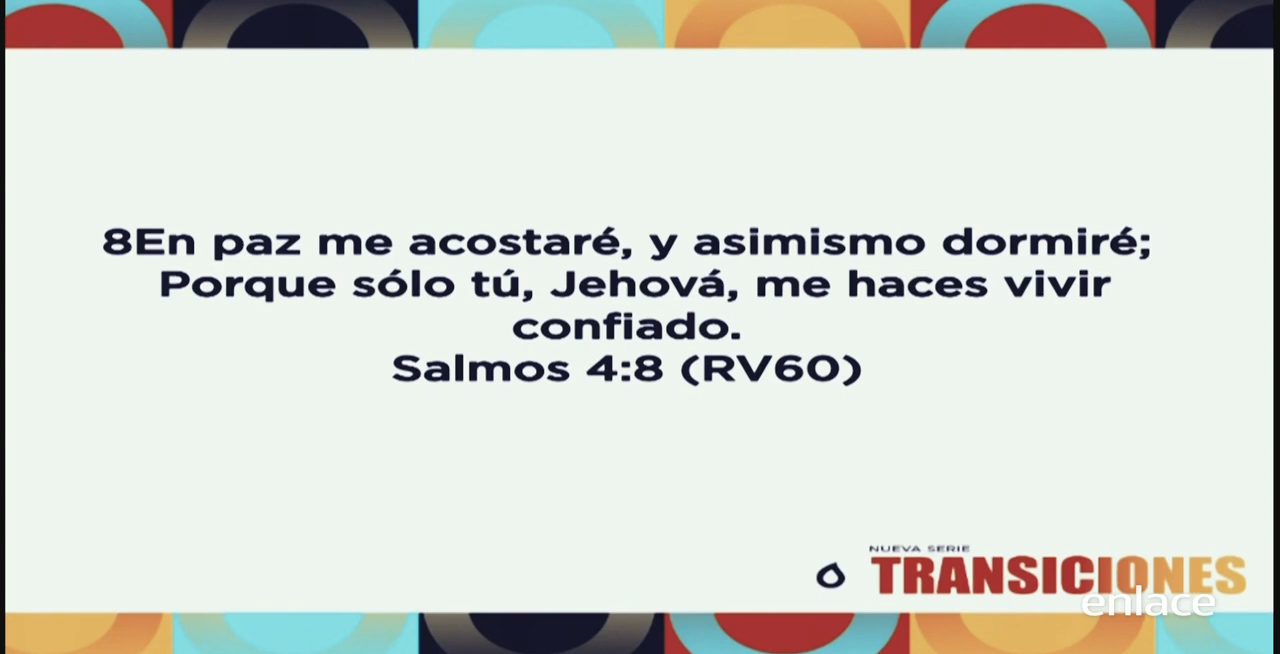 8En paz me acostaré, y asimismo dormiré;
Porque sólo tú, Jehová, me haces vivir
confiado.
Salmos 4:8 (RV60)
NUEVA SERIE
TRANSICIONES
enlace